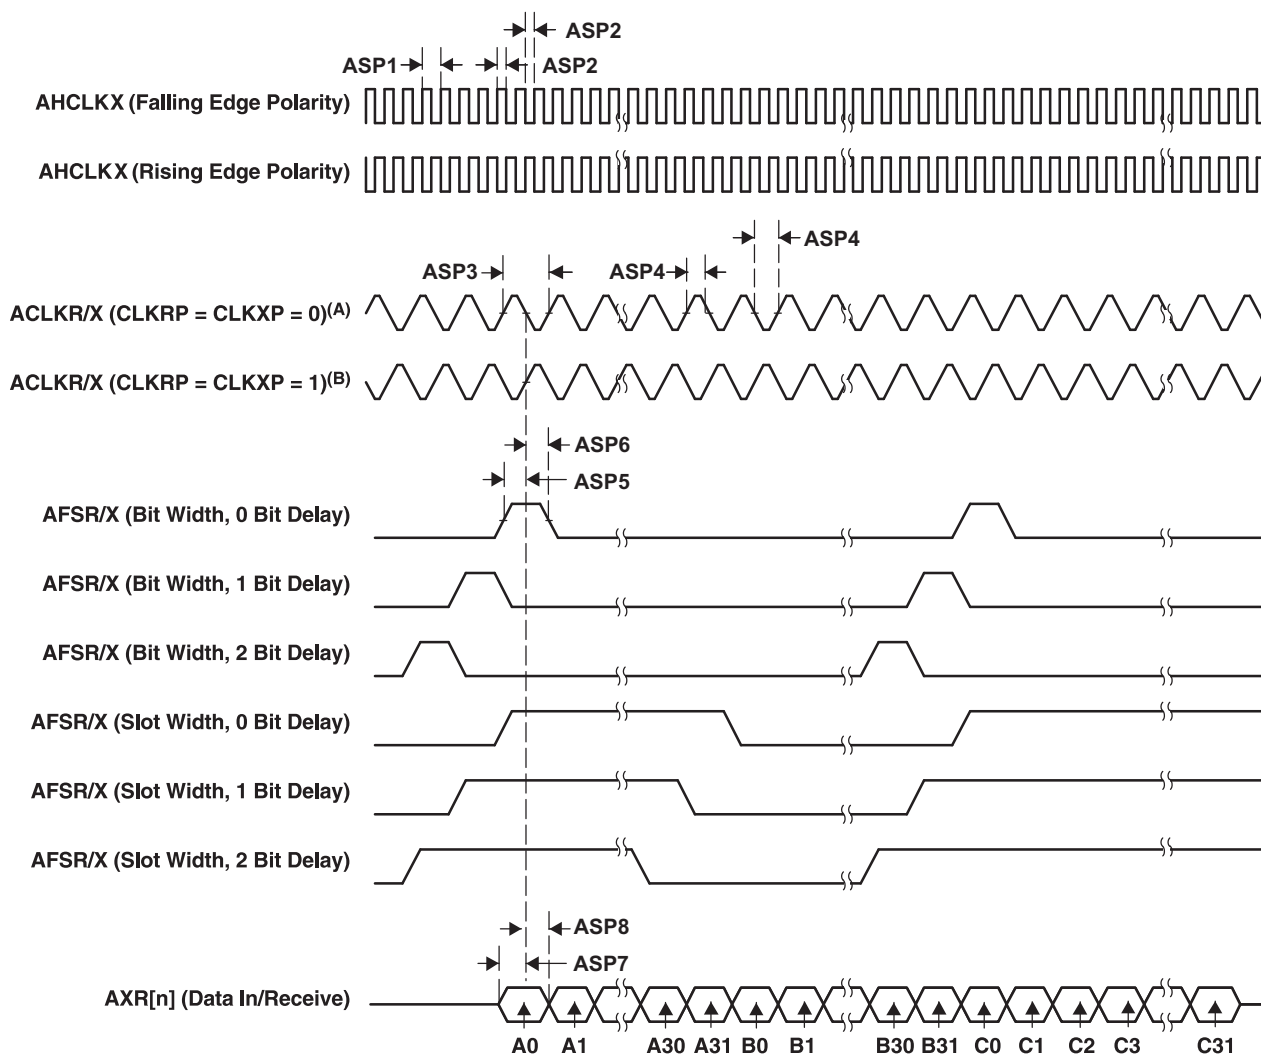 ASP2
ASP1 ASP2
AHCLKX (Falling Edge Polarity)
AHCLKX (Rising Edge Polarity)
ASP4
ASP3 ASP4
ACLKR/X (CLKRP = CLKXP = 0)(A)
ACLKR/X (CLKRP = CLKXP = 1)(B)
ASP6
ASP5
AFSR/X (Bit Width, 0 Bit Delay)
AFSR/X (Bit Width, 1 Bit Delay)
AFSR/X (Bit Width, 2 Bit Delay)
AFSR/X (Slot Width, 0 Bit Delay)
AFSR/X (Slot Width, 1 Bit Delay)
AFSR/X (Slot Width, 2 Bit Delay)
ASP8
ASP7
AXR[n] (Data In/Receive)
A0 A1 A30 A31 B0 B1 B30 B31 C0 C1 C2 C3 C31